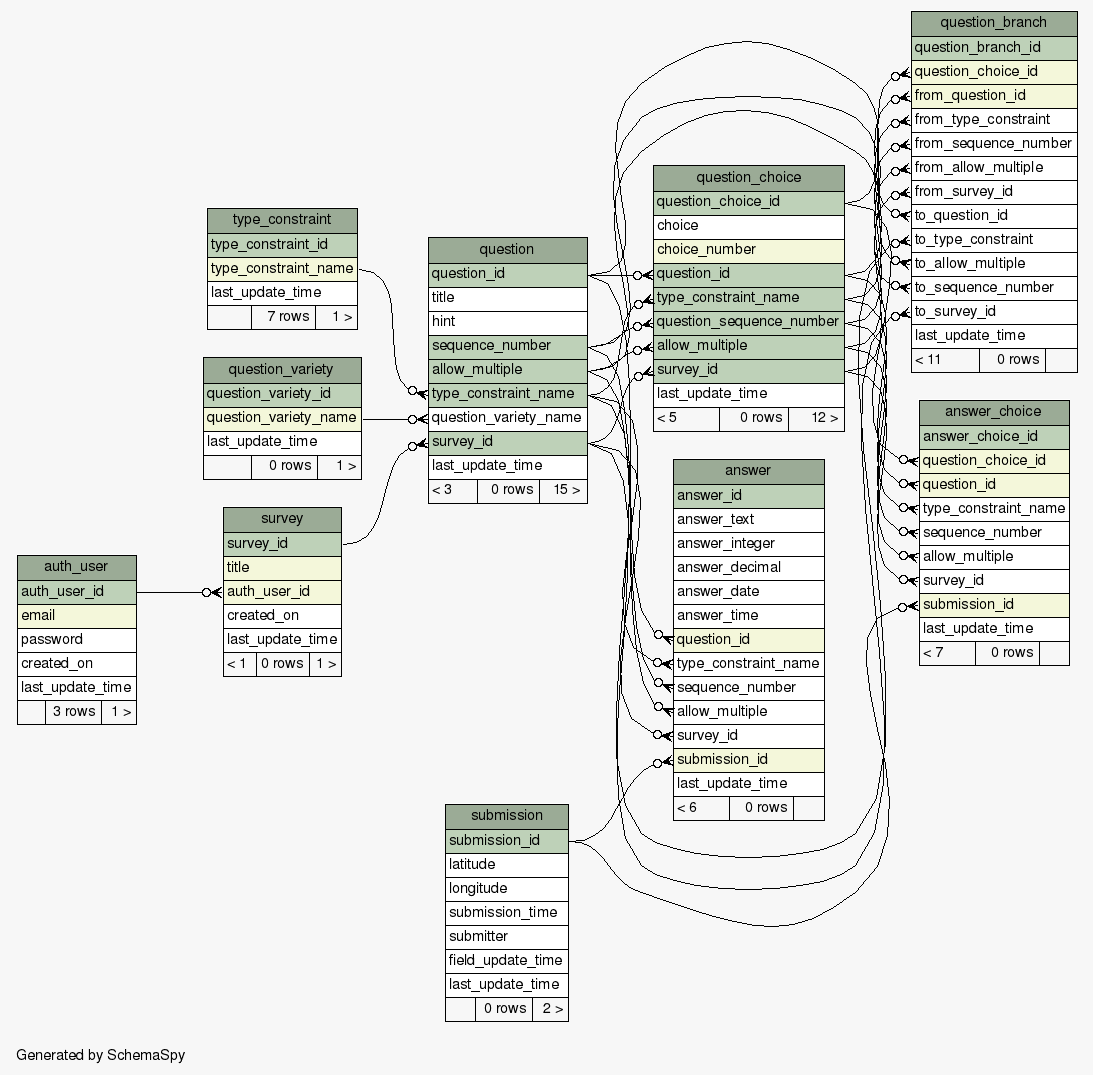 question_branch
question_branch_id
question_choice_id
from_question_id
from_type_constraint
from_sequence_number
from_allow_multiple
from_survey_id
to_question_id
to_type_constraint
to_allow_multiple
to_sequence_number
to_survey_id
last_update_time
< 11 0 rows
question_choice
question_choice_id
choice
choice_number
question_id
type_constraint_name
question_sequence_number
allow_multiple
survey_id
last_update_time
< 5 0 rows 12 >
type_constraint
type_constraint_id
type_constraint_name
last_update_time
7 rows 1 >
question
question_id
title
hint
sequence_number
allow_multiple
type_constraint_name
question_variety_name
survey_id
last_update_time
< 3 0 rows 15 >
question_variety
question_variety_id
question_variety_name
last_update_time
0 rows 1 >
answer_choice
answer_choice_id
question_choice_id
question_id
type_constraint_name
sequence_number
allow_multiple
survey_id
submission_id
last_update_time
< 7 0 rows
answer
answer_id
answer_text
answer_integer
answer_decimal
answer_date
answer_time
question_id
type_constraint_name
sequence_number
allow_multiple
survey_id
submission_id
last_update_time
< 6 0 rows
survey
survey_id
title
auth_user_id
created_on
last_update_time
< 1 0 rows 1 >
auth_user
auth_user_id
email
password
created_on
last_update_time
3 rows 1 >
submission
submission_id
latitude
longitude
submission_time
submitter
field_update_time
last_update_time
0 rows 2 >
Generated by SchemaSpy